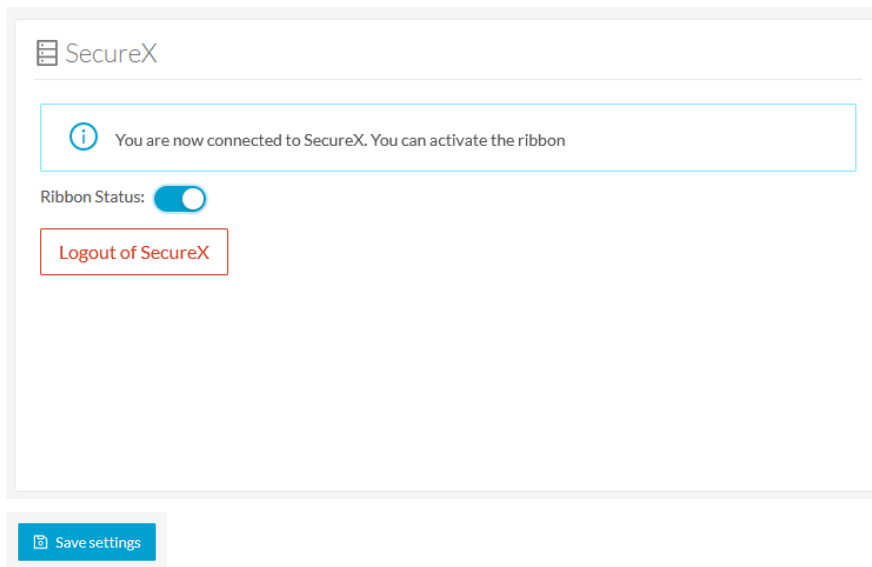 SecureX
You are now connected to SecureX. You can activate the ribbon
Ribbon Status:
Logout of SecureX
Save settings